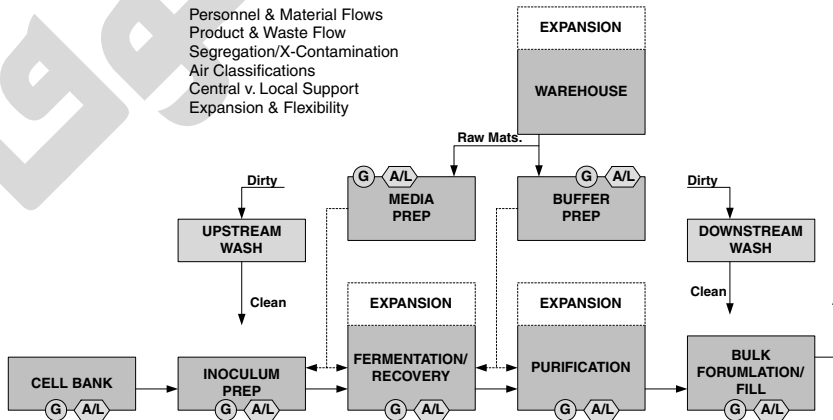 Personnel & Material Flows
Product & Waste Flow
Segregation/X-Contamination
Air Classifications
Central v. Local Support
Expansion & Flexibility
EXPANSION
WAREHOUSE
Raw Mats.
Dirty
G A/L
MEDIA
PREP
G A/L
BUFFER
PREP
Dirty
UPSTREAM
WASH
DOWNSTREAM
WASH
Clean
EXPANSION
EXPANSION
Clean
CELL BANK
G A/L
INOCULUM
PREP
G A/L
FERMENTATION/
RECOVERY
G A/L
PURIFICATION
G A/L
BULK
FORUMLATION/
FILL
G A/L